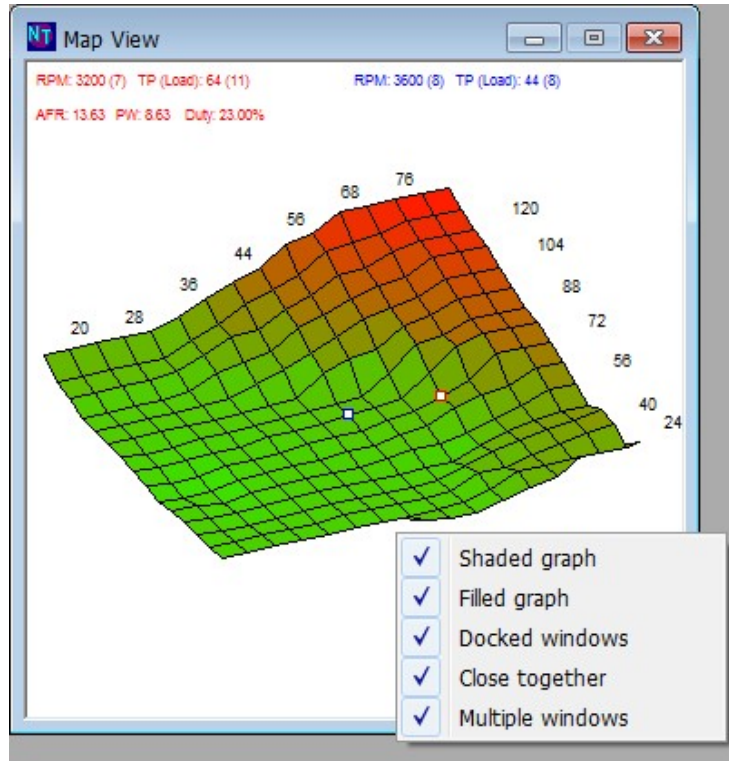 NT Map View
RPM: 3200 (7) TP (Load): 64 (11) RPM: 3600 (8) TP (Load): 44 (8)
AFR: 13.63 PW: 8.63 Duty: 23.00%
20 28 36 44 56 68 76
120
104
88
72
56
40
24
Shaded graph
Filled graph
Docked windows
Close together
Multiple windows